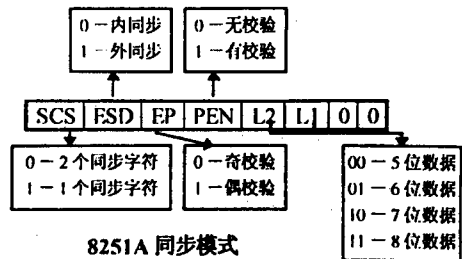 0－内同步
1－外同步
0－无校验
1－有校验
SCS ESD EP PEN L2 L1 0 0
0－2个同步字符
1－1个同步字符
0－奇校验
1－偶校验
00－5位数据
01－6位数据
10－7位数据
11－8位数据
8251A 同步模式